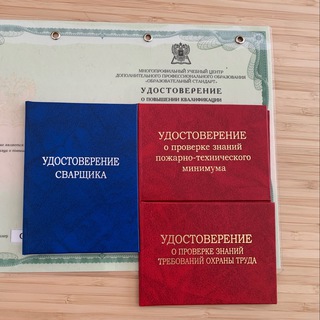 МНОГОПРОФИЛЬНЫЙ УЧЕБНЫЙ ЦЕНТР
ДОПОЛНИТЕЛЬНОГО ПРОФЕССИОНАЛЬНОГО ОБРАЗОВАНИЯ
«ОБРАЗОВАТЕЛЬНЫЙ СТАНДАРТ»
УДОСТОВЕРЕНИЕ
О ПОВЫШЕНИИ КВАЛИФИКАЦИИ
УДОСТОВЕРЕНИЕ
СВАРЩИКА
УДОСТОВЕРЕНИЕ
о проверке знаний
пожарно-технического
минимума
УДОСТОВЕРЕНИЕ
О ПРОВЕРКЕ ЗНАНИЙ
ТРЕБОВАНИЙ ОХРАНЫ ТРУДА